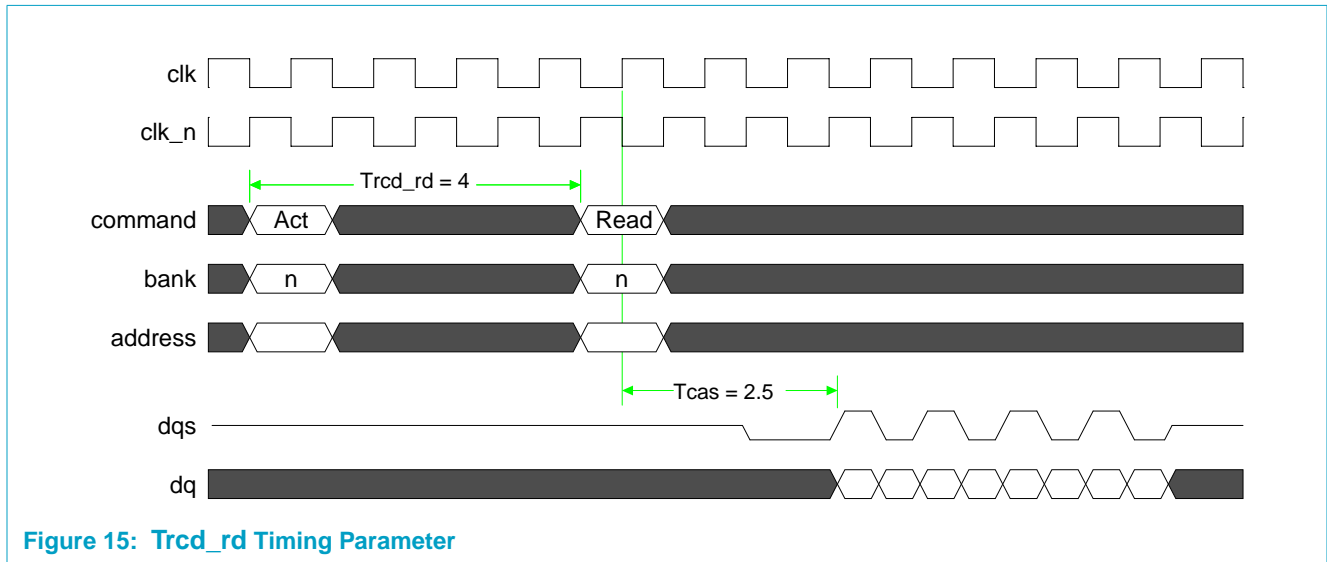 clk
clk_n
Trcd_rd = 4
command Act Read
bank n n
address
Tcas = 2.5
dqs
dq
Figure 15: Trcd_rd Timing Parameter